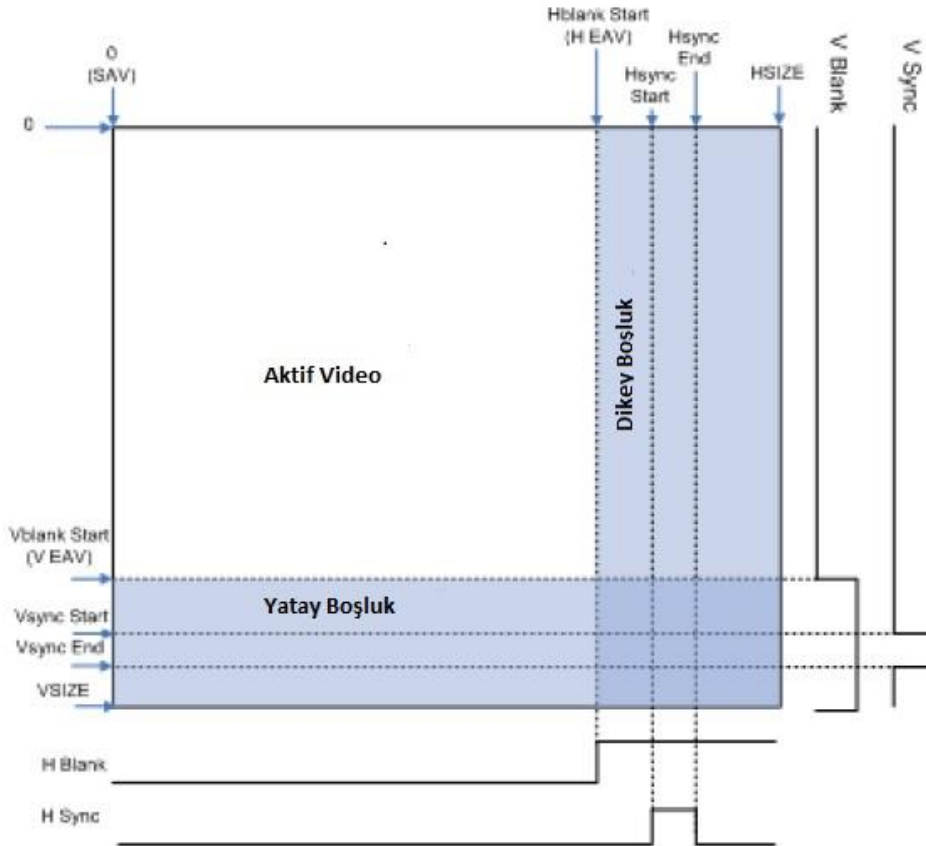 Hblank Start
(H EAV)
0
(SAV)
Hsync
End
Hsync
Start
HSIZE
V Blank
V Sync
0
Dikey Boşluk
Aktif Video
Vblank Start
(V EAV)
Yatay Boşluk
Vsync Start
Vsync End
VSIZE
H Blank
H Sync